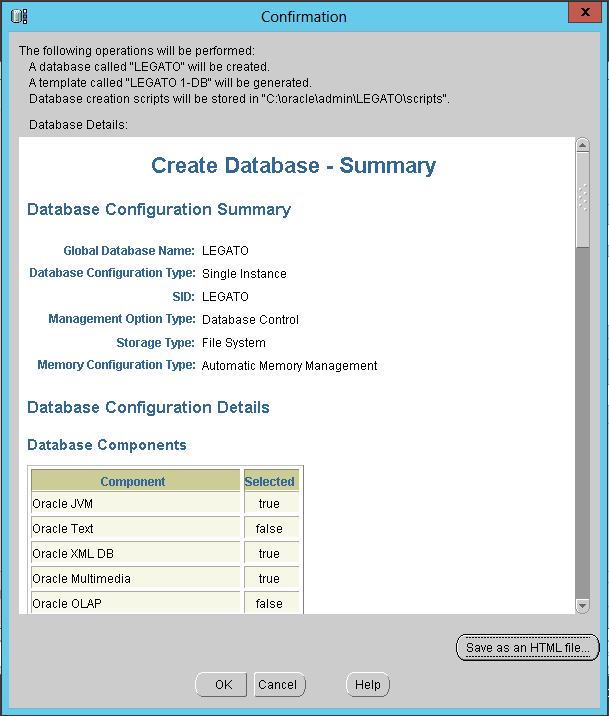 Confirmation
x
The following operations will be performed:
A database called "LEGATO" will be created.
A template called "LEGATO 1-DB" will be generated.
Database creation scripts will be stored in "C:\oracle\admin\LEGATO\scripts".
Database Details:
Create Database - Summary
Database Configuration Summary
Global Database Name: LEGATO
Database Configuration Type: Single Instance
SID: LEGATO
Management Option Type: Database Control
Storage Type: File System
Memory Configuration Type: Automatic Memory Management
Database Configuration Details
Database Components
Component Selected
Oracle JVM true
Oracle Text false
Oracle XML DB true
Oracle Multimedia true
Oracle OLAP false
Save as an HTML file...
OK Cancel Help